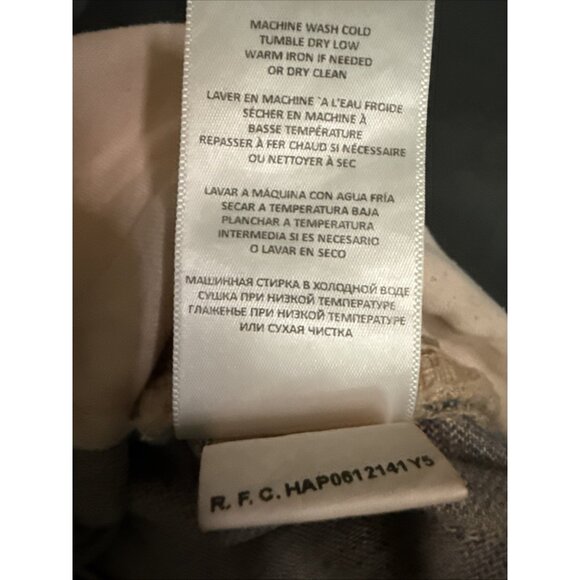 MACHINE WASH COLD
TUMBLE DRY LOW
WARM IRON IF NEEDED
OR DRY CLEAN
LAVER EN MACHINE `A L'EAU FROIDE
SÉCHER EN MACHINE À
BASSE TEMPÉRATURE
REPASSER À FER CHAUD SI NÉCESSAIRE
OU NETTOYER À SEC
LAVAR A MÁQUINA CON AGUA FRÍA
SECAR A TEMPERATURA BAJA
PLANCHAR A TEMPERATURA
INTERMEDIA SI ES NECESARIO
O LAVAR EN SECO
МАШИННАЯ СТИРКА В ХОЛОДНОЙ ВОДЕ
СУШКА ПРИ НИЗКОЙ ТЕМПЕРАТУРЕ
ГЛАЖЕНЬЕ ПРИ НИЗКОЙ ТЕМПЕРАТУРЕ
ИЛИ СУХАЯ ЧИСТКА
R. F. C. HAP0612141Y5